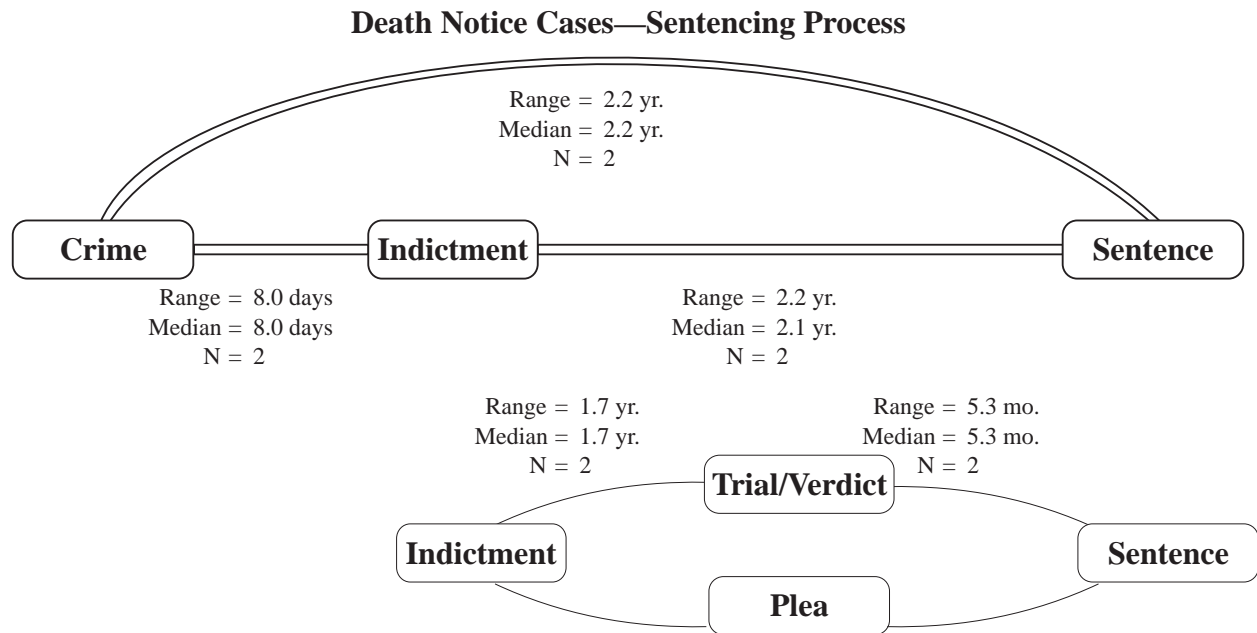 Death Notice Cases—Sentencing Process
Range = 2.2 yr.
Median = 2.2 yr.
N = 2
Crime
Indictment
Sentence
Range = 8.0 days
Median = 8.0 days
N = 2
Range = 2.2 yr.
Median = 2.1 yr.
N = 2
Range = 1.7 yr.
Median = 1.7 yr.
N = 2
Range = 5.3 mo.
Median = 5.3 mo.
N = 2
Trial/Verdict
Indictment
Sentence
Plea